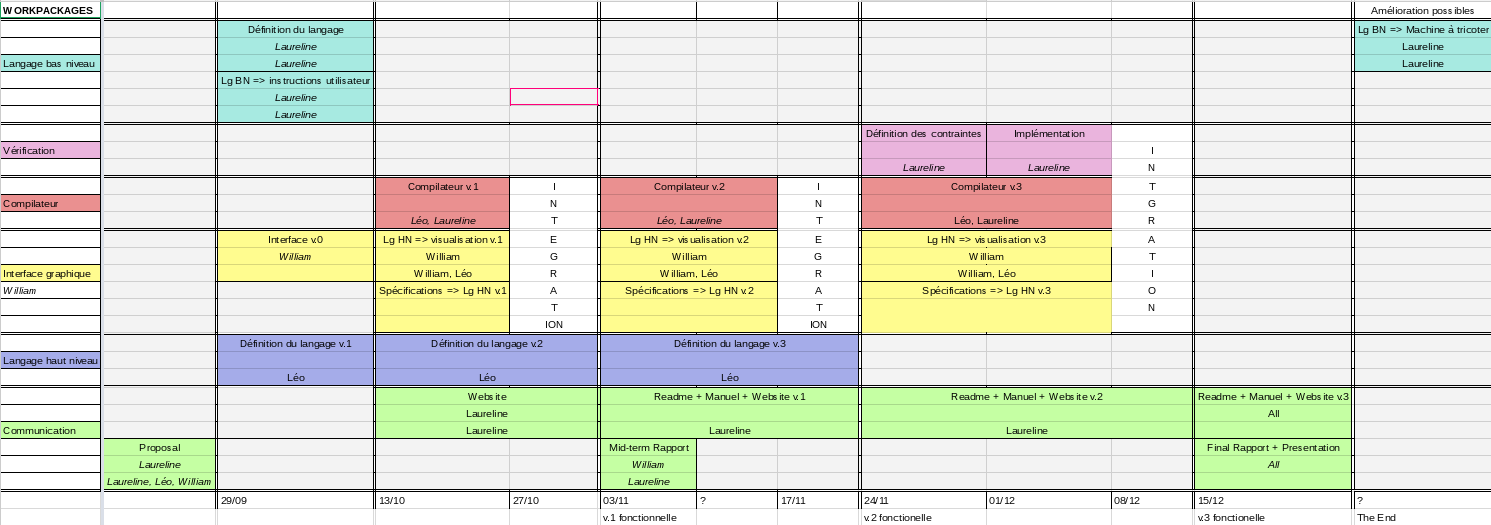 WORKPACKAGES Amélioration possibles
Définition du langage Lg BN => Machine à tricoter
Laureline Laureline
Langage bas niveau Laureline Laureline
Lg BN => instructions utilisateur
Laureline
Laureline
Définition des contraintes Implémentation
Vérification I
Laureline Laureline N
Compilateur v.1 I Compilateur v.2 I Compilateur v.3 T
Compilateur N N G
Léo, Laureline T Léo, Laureline T Léo, Laureline R
Interface v.0 Lg HN => visualisation v.1 E Lg HN => visualisation v.2 E Lg HN => visualisation v.3 A
William William G William G William T
Interface graphique William, Léo R William, Léo R William, Léo I
William Spécifications => Lg HN v.1 A Spécifications => Lg HN v.2 A Spécifications => Lg HN v.3 O
T T N
ION ION
Définition du langage v.1 Définition du langage v.2 Définition du langage v.3
Langage haut niveau
Léo Léo Léo
Website Readme + Manuel + Website v.1 Readme + Manuel + Website v.2 Readme + Manuel + Website v.3
Laureline All
Communication Laureline Laureline Laureline
Proposal Mid-term Rapport Final Rapport + Presentation
Laureline William All
Laureline, Léo, William Laureline
29/09 13/10 27/10 03/11 ? 17/11 24/11 01/12 08/12 15/12 ?
v.1 fonctionnelle v.2 fonctionelle v.3 fonctionelle The End